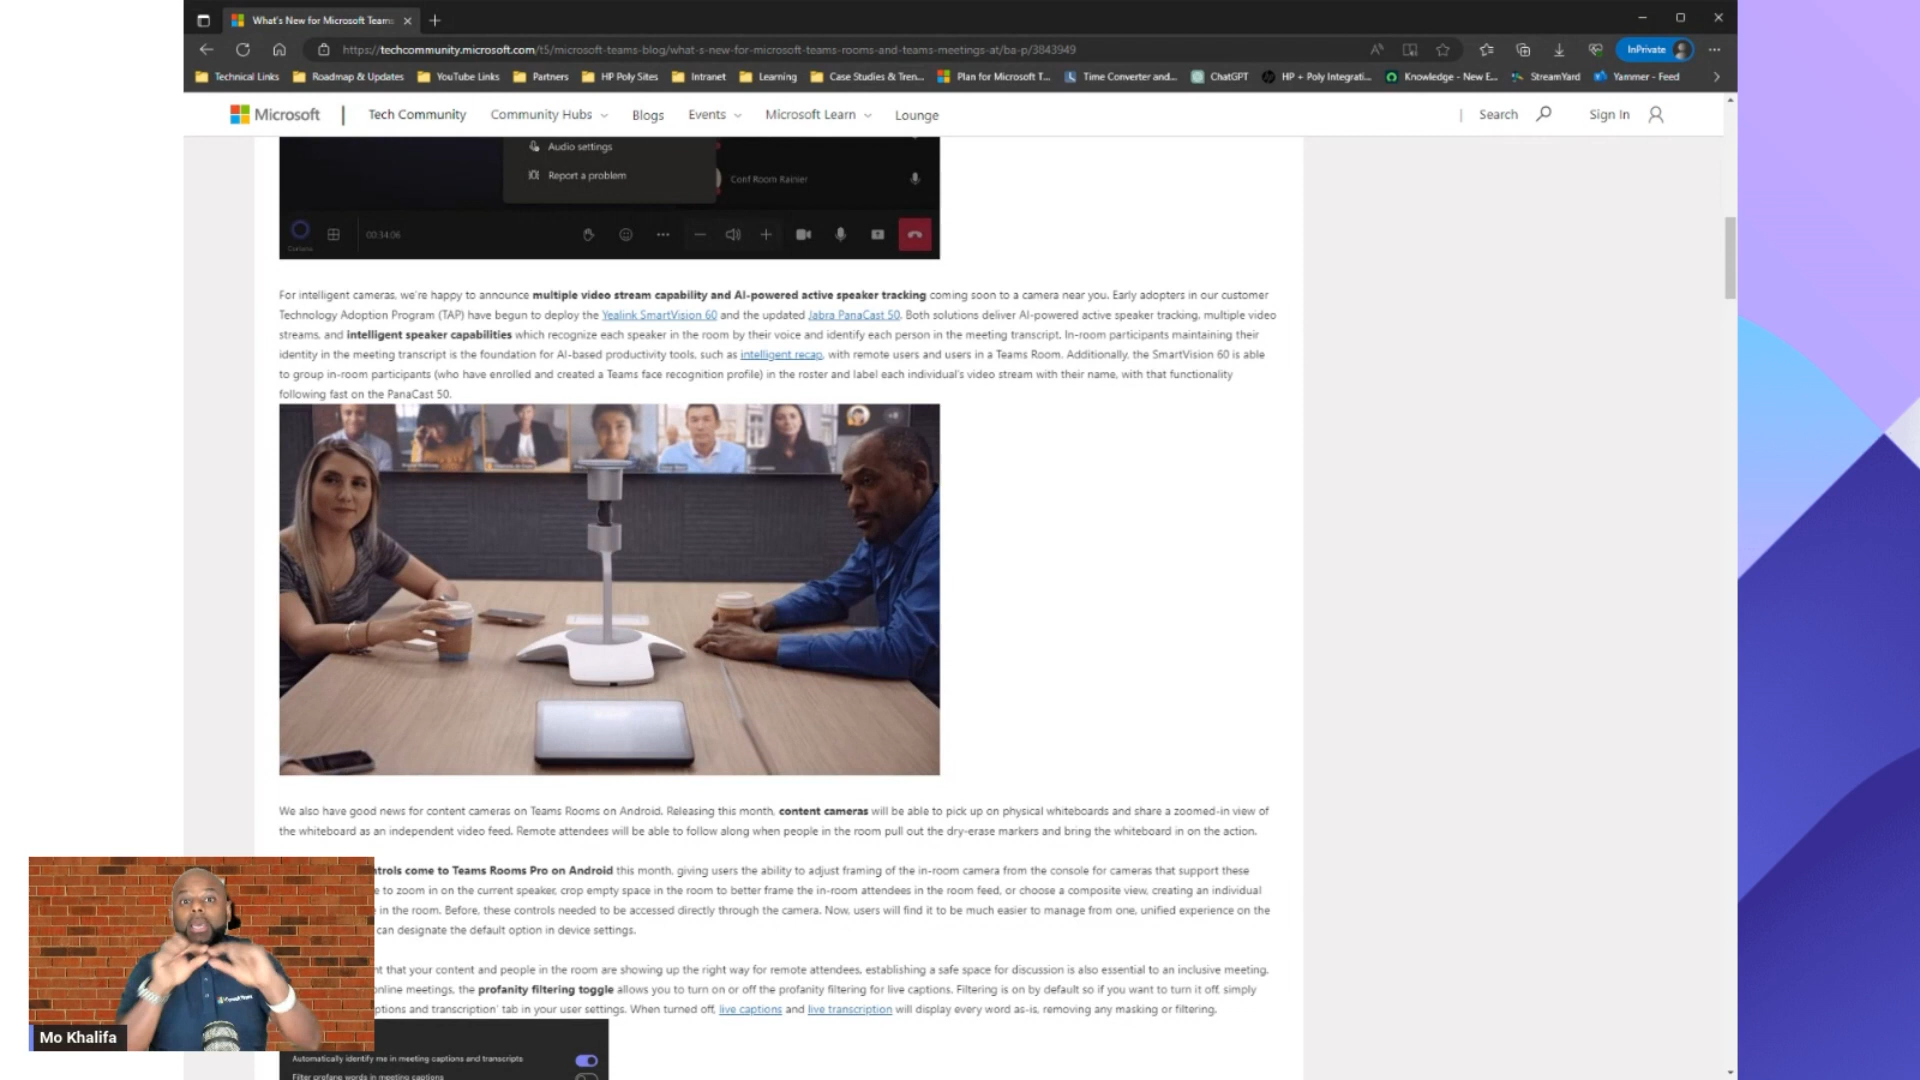 What's New for Microsoft Teams
https://techcommunity.microsoft.com/t5/microsoft-teams-blog/what-s-new-for-microsoft-teams-rooms-and-teams-meetings-at/ba-p/3843949
InPrivate
Technical Links
Roadmap & Updates
YouTube Links
Partners
HP Poly Sites
Intranet
Learning
Case Studies & Tren...
Plan for Microsoft T...
Time Converter and...
ChatGPT
HP + Poly Integrati...
Knowledge - New E...
StreamYard
Yammer - Feed
Microsoft
Tech Community
Community Hubs
Blogs
Events
Microsoft Learn
Lounge
Search
Sign In
Audio settings
Report a problem
Conf Room Rainier
00:34:06
For intelligent cameras, we're happy to announce multiple video stream capability and AI-powered active speaker tracking coming soon to a camera near you. Early adopters in our customer
Technology Adoption Program (TAP) have begun to deploy the Yealink SmartVision 60 and the updated Jabra PanaCast 50. Both solutions deliver AI-powered active speaker tracking, multiple video
streams, and intelligent speaker capabilities which recognize each speaker in the room by their voice and identify each person in the meeting transcript. In-room participants maintaining their
identity in the meeting transcript is the foundation for AI-based productivity tools, such as intelligent recap, with remote users and users in a Teams Room. Additionally, the SmartVision 60 is able
to group in-room participants (who have enrolled and created a Teams face recognition profile) in the roster and label each individual's video stream with their name, with that functionality
following fast on the PanaCast 50.
We also have good news for content cameras on Teams Rooms on Android. Releasing this month, content cameras will be able to pick up on physical whiteboards and share a zoomed-in view of
the whiteboard as an independent video feed. Remote attendees will be able to follow along when people in the room pull out the dry-erase markers and bring the whiteboard in on the action.
trols come to Teams Rooms Pro on Android this month, giving users the ability to adjust framing of the in-room camera from the console for cameras that support these
e to zoom in on the current speaker, crop empty space in the room to better frame the in-room attendees in the room feed, or choose a composite view, creating an individual
in the room. Before, these controls needed to be accessed directly through the camera. Now, users will find it to be much easier to manage from one, unified experience on the
can designate the default option in device settings.
nt that your content and people in the room are showing up the right way for remote attendees, establishing a safe space for discussion is also essential to an inclusive meeting.
nline meetings, the profanity filtering toggle allows you to turn on or off the profanity filtering for live captions. Filtering is on by default so if you want to turn it off, simply
ptions and transcription' tab in your user settings. When turned off, live captions and live transcription will display every word as-is, removing any masking or filtering.
Automatically identify me in meeting captions and transcripts
Filter profane words in meeting captions
Mo Khalifa